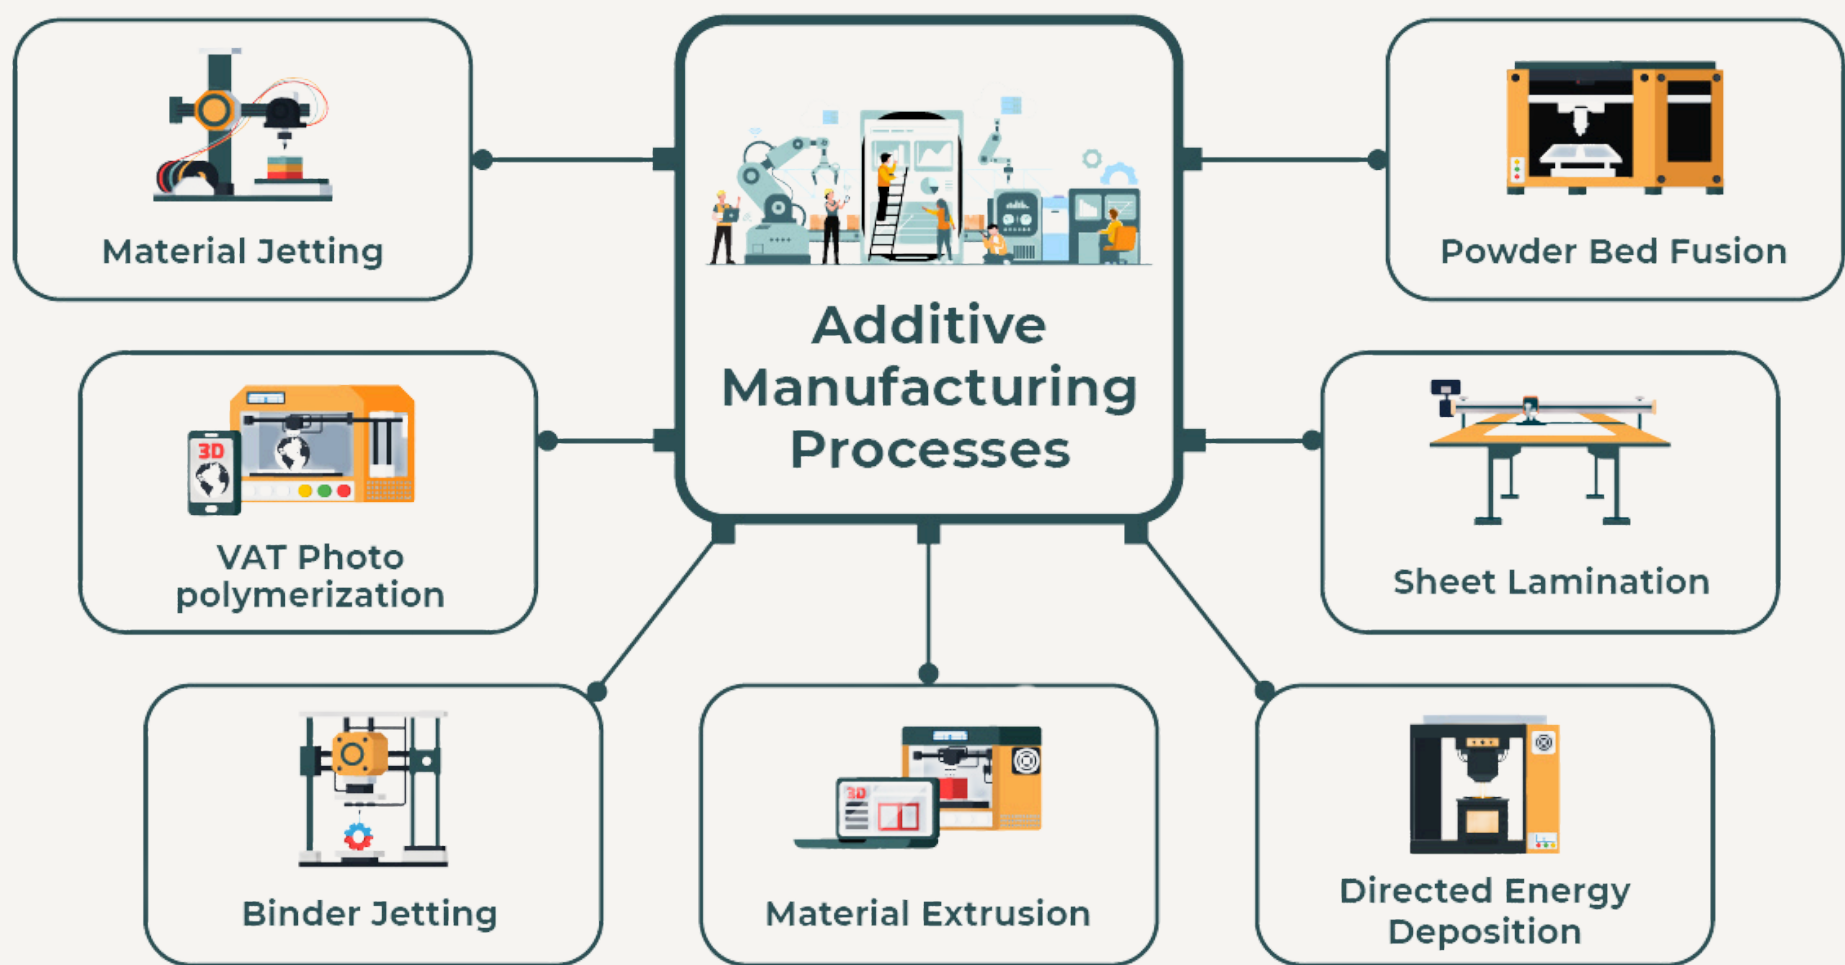 Material Jetting
Additive
Manufacturing
Processes
Powder Bed Fusion
3D
VAT Photo
polymerization
Sheet Lamination
Binder Jetting
3D
Material Extrusion
Directed Energy
Deposition